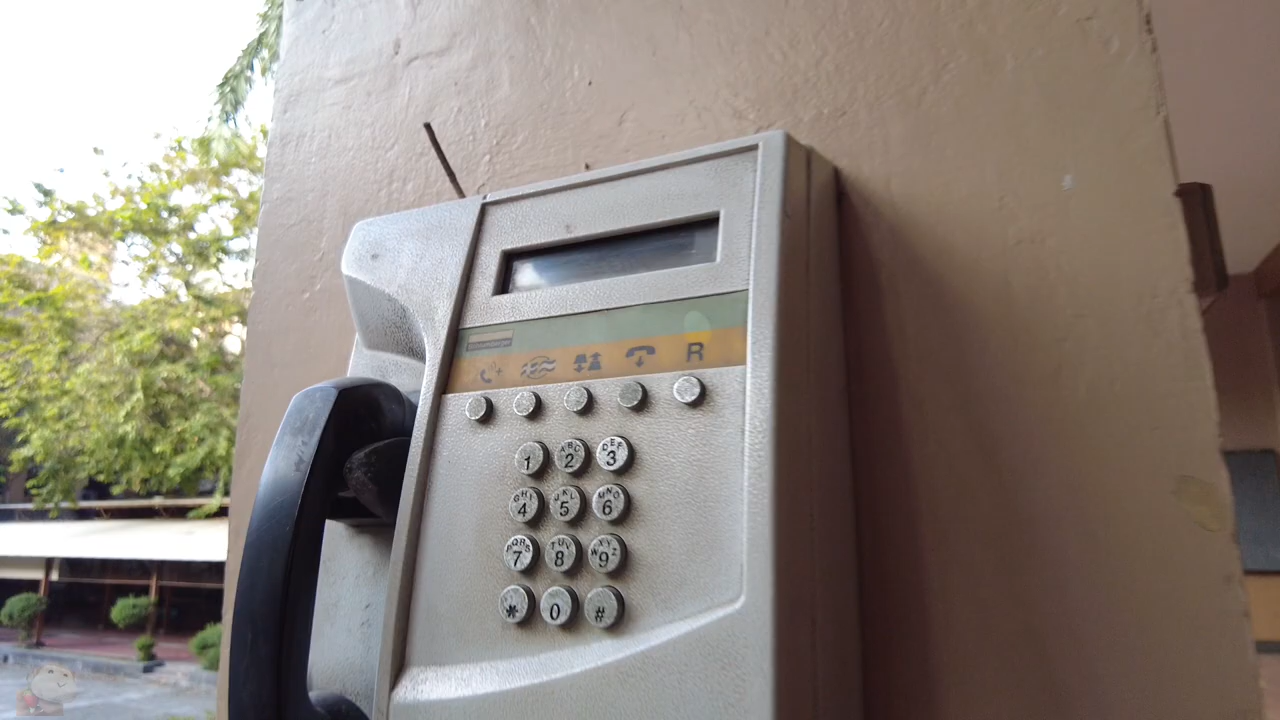 R
1 ABC 2 DEF 3
GHI 4 JKL 5 MNO 6
PQRS 7 TUV 8 WXYZ 9
* 0 #